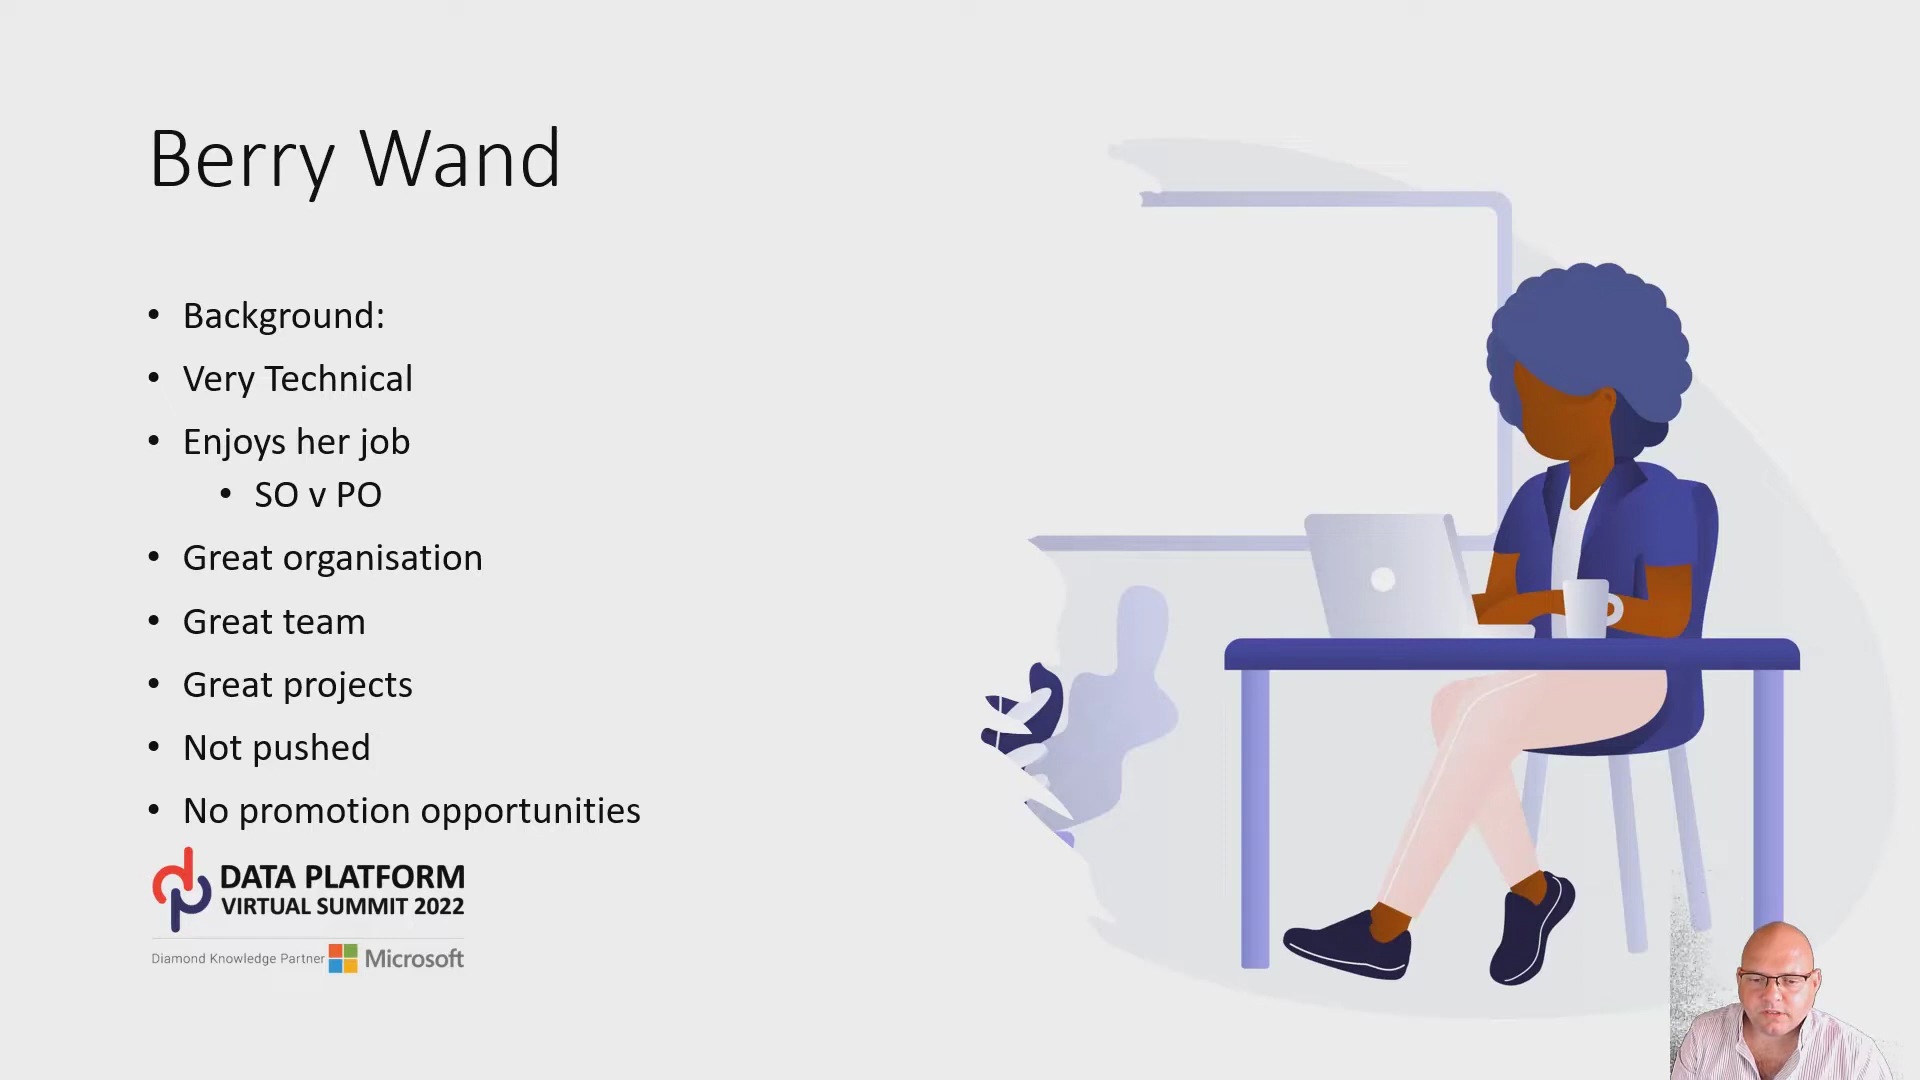 Berry Wand
• Background:
• Very Technical
• Enjoys her job
• SO v PO
• Great organisation
• Great team
• Great projects
• Not pushed
• No promotion opportunities
DATA PLATFORM
VIRTUAL SUMMIT 2022
Diamond Knowledge Partner Microsoft